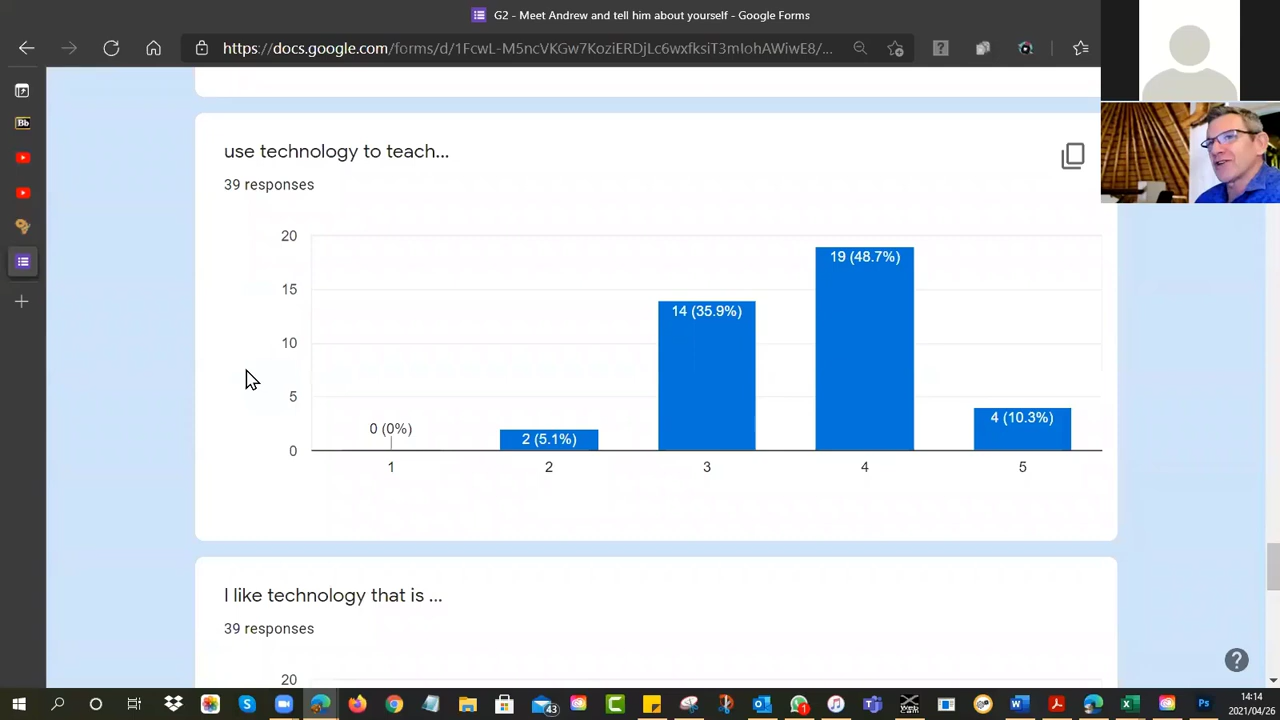 G2 - Meet Andrew and tell him about yourself - Google Forms
https://docs.google.com/forms/d/1FcwL-M5ncVKGw7KoziERDjLc6wxfksiT3mIohAWiwE8/...
Bb
use technology to teach...
39 responses
20
19 (48.7%)
15
14 (35.9%)
10
5
4 (10.3%)
0 (0%)
2 (5.1%)
0
1
2
3
4
5
I like technology that is ...
39 responses
20
43
1
14:14
2021/04/26